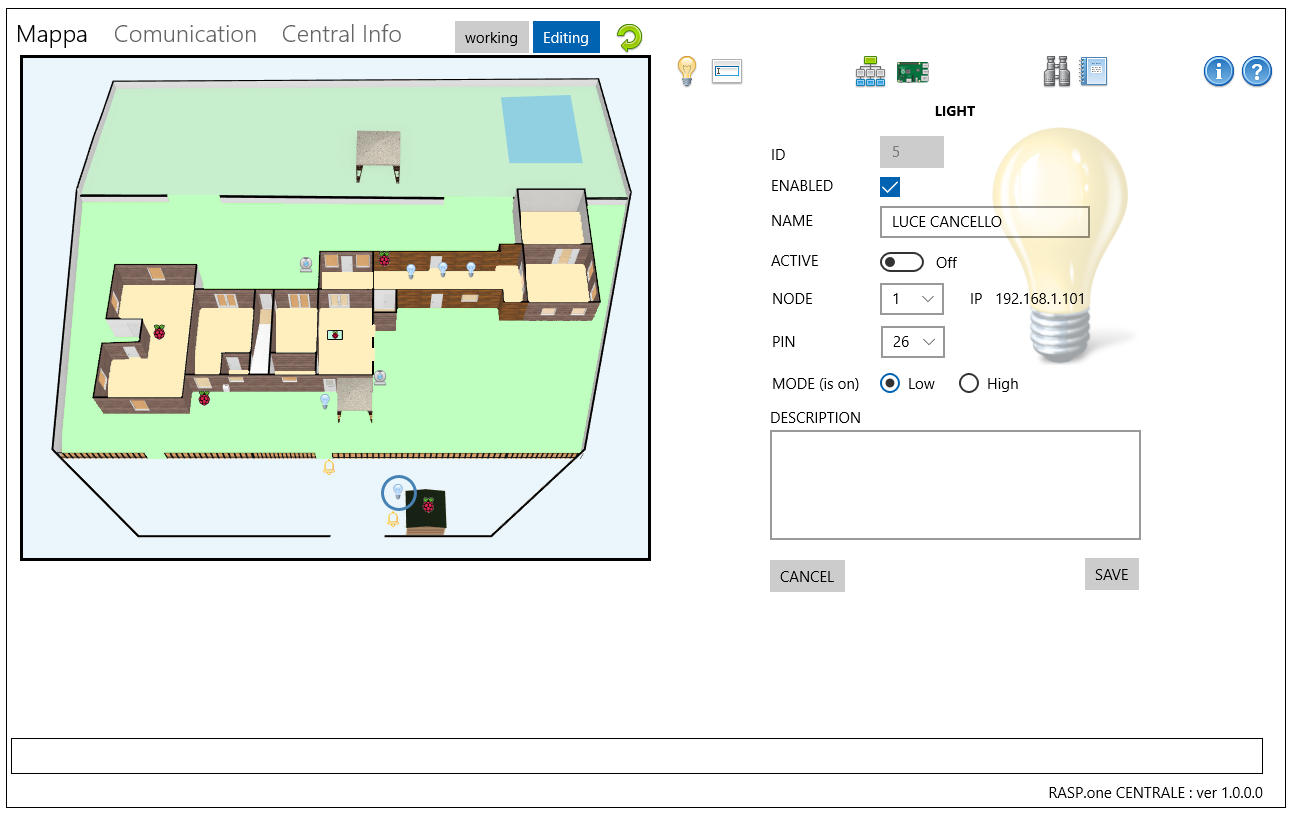 Mappa Comunication Central Info working Editing
LIGHT
ID 5
ENABLED
NAME LUCE CANCELLO
ACTIVE Off
NODE 1 IP 192.168.1.101
PIN 26
MODE (is on) Low High
DESCRIPTION
CANCEL SAVE
RASP.one CENTRALE : ver 1.0.0.0